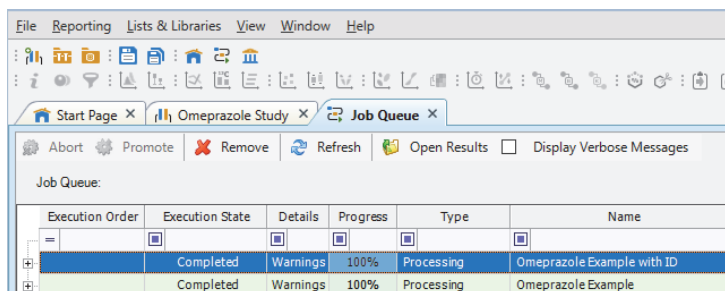 File Reporting Lists & Libraries View Window Help
Start Page × Omeprazole Study × Job Queue ×
Abort Promote Remove Refresh Open Results Display Verbose Messages
Job Queue:
Execution Order Execution State Details Progress Type Name
=
Completed Warnings 100% Processing Omeprazole Example with ID
Completed Warnings 100% Processing Omeprazole Example